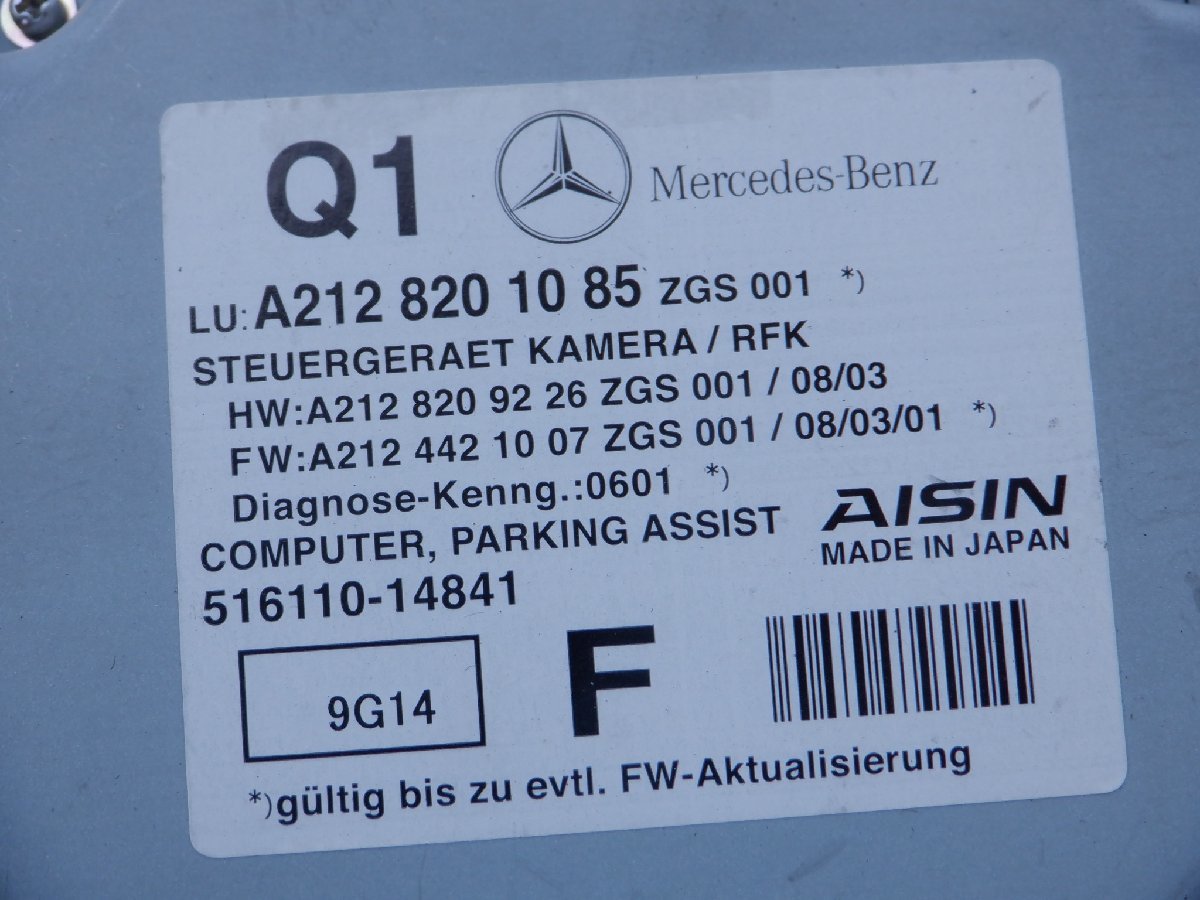 Q1 Mercedes-Benz
LU:A212 820 10 85 ZGS 001 *)
STEUERGERAET KAMERA / RFK
HW:A212 820 92 26 ZGS 001 / 08/03
FW:A212 442 10 07 ZGS 001 / 08/03/01 *)
Diagnose-Kenng.:0601 *)
COMPUTER, PARKING ASSIST
516110-14841
AISIN
MADE IN JAPAN
9G14
F
*)gültig bis zu evtl. FW-Aktualisierung